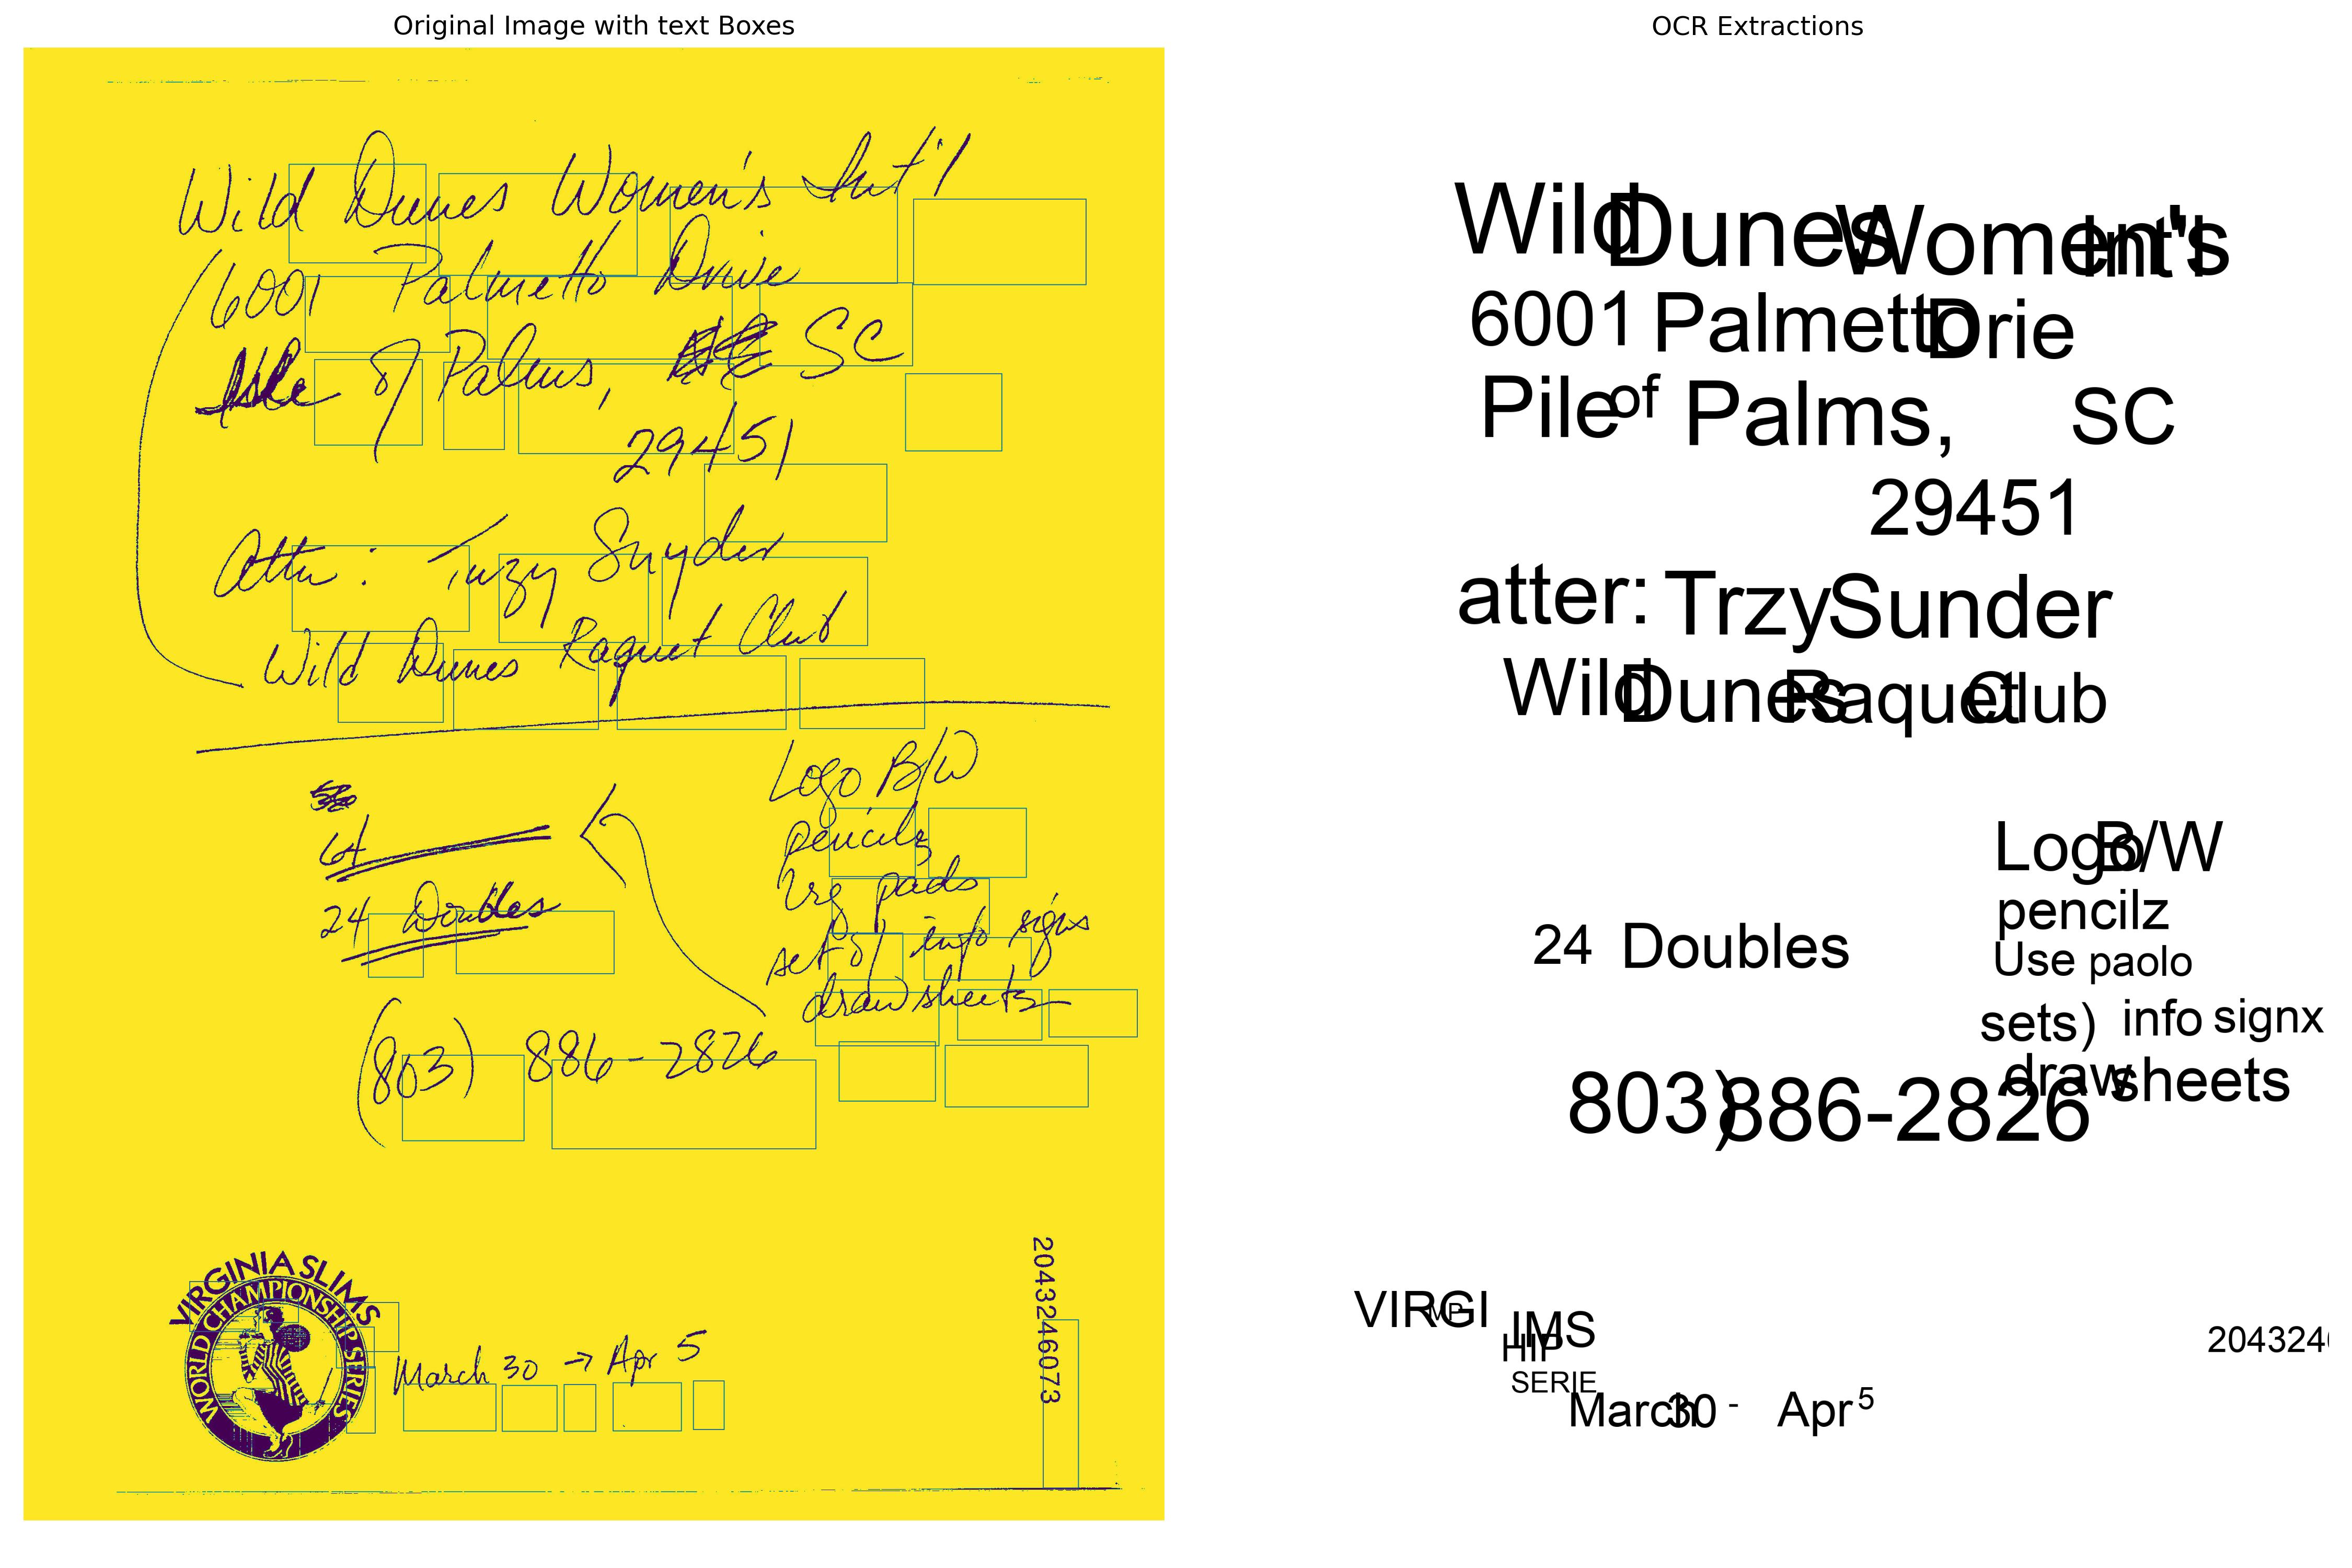 Original Image with text Boxes
Wild Dunes Women's Int'l
6001 Palmetto Drive
Isle of Palms, SC
29451
Attn: Tuzy Snyder
Wild Dunes Raquet Club
Logo B/W
pencils
64
24 Doubles
lrg pads
set of info signs
draw sheets
(803) 886-2826
2043246073
VIRGINIA SLIMS
WORLD CHAMPIONSHIP SERIES
March 30 → Apr 5
OCR Extractions
Wild Dunes Women's Int'l
6001 Palmetto Drie
Pile of Palms, SC
29451
atter: Trzy Sunder
Wild Dunes Raquet Club
Logo B/W
pencilz
24 Doubles
Use paolo
sets) info signx
draw sheets
803) 886-2826
VIRGI MP IMS
HIP
SERIE
2043246
March 30 - Apr 5